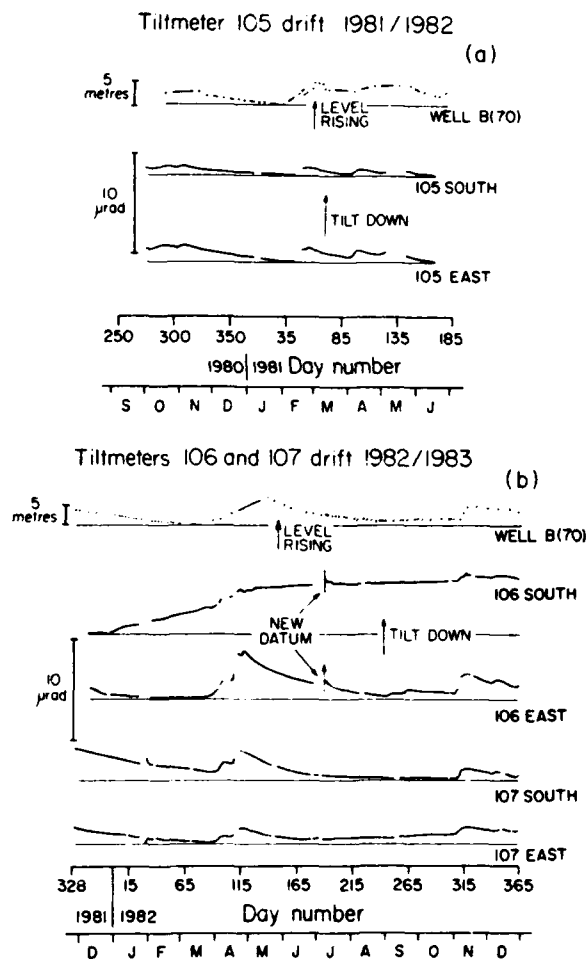 Tiltmeter 105 drift 1981/1982
(a)
5
metres
LEVEL
RISING
WELL B(70)
105 SOUTH
10
μrad
TILT DOWN
105 EAST
250 300 350 35 85 135 185
1980 1981 Day number
S O N D J F M A M J
Tiltmeters 106 and 107 drift 1982/1983
(b)
5
metres
LEVEL
RISING
WELL B(70)
106 SOUTH
NEW
DATUM
TILT DOWN
10
μrad
106 EAST
107 SOUTH
107 EAST
328 15 65 115 165 215 265 315 365
1981 1982 Day number
D J F M A M J J A S O N D